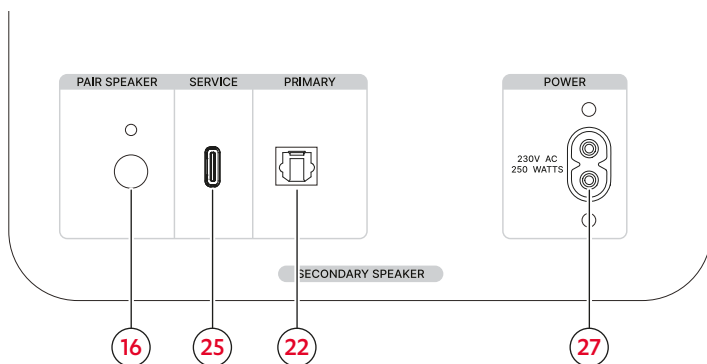 PAIR SPEAKER SERVICE PRIMARY POWER
230V AC
250 WATTS
SECONDARY SPEAKER
16 25 22 27